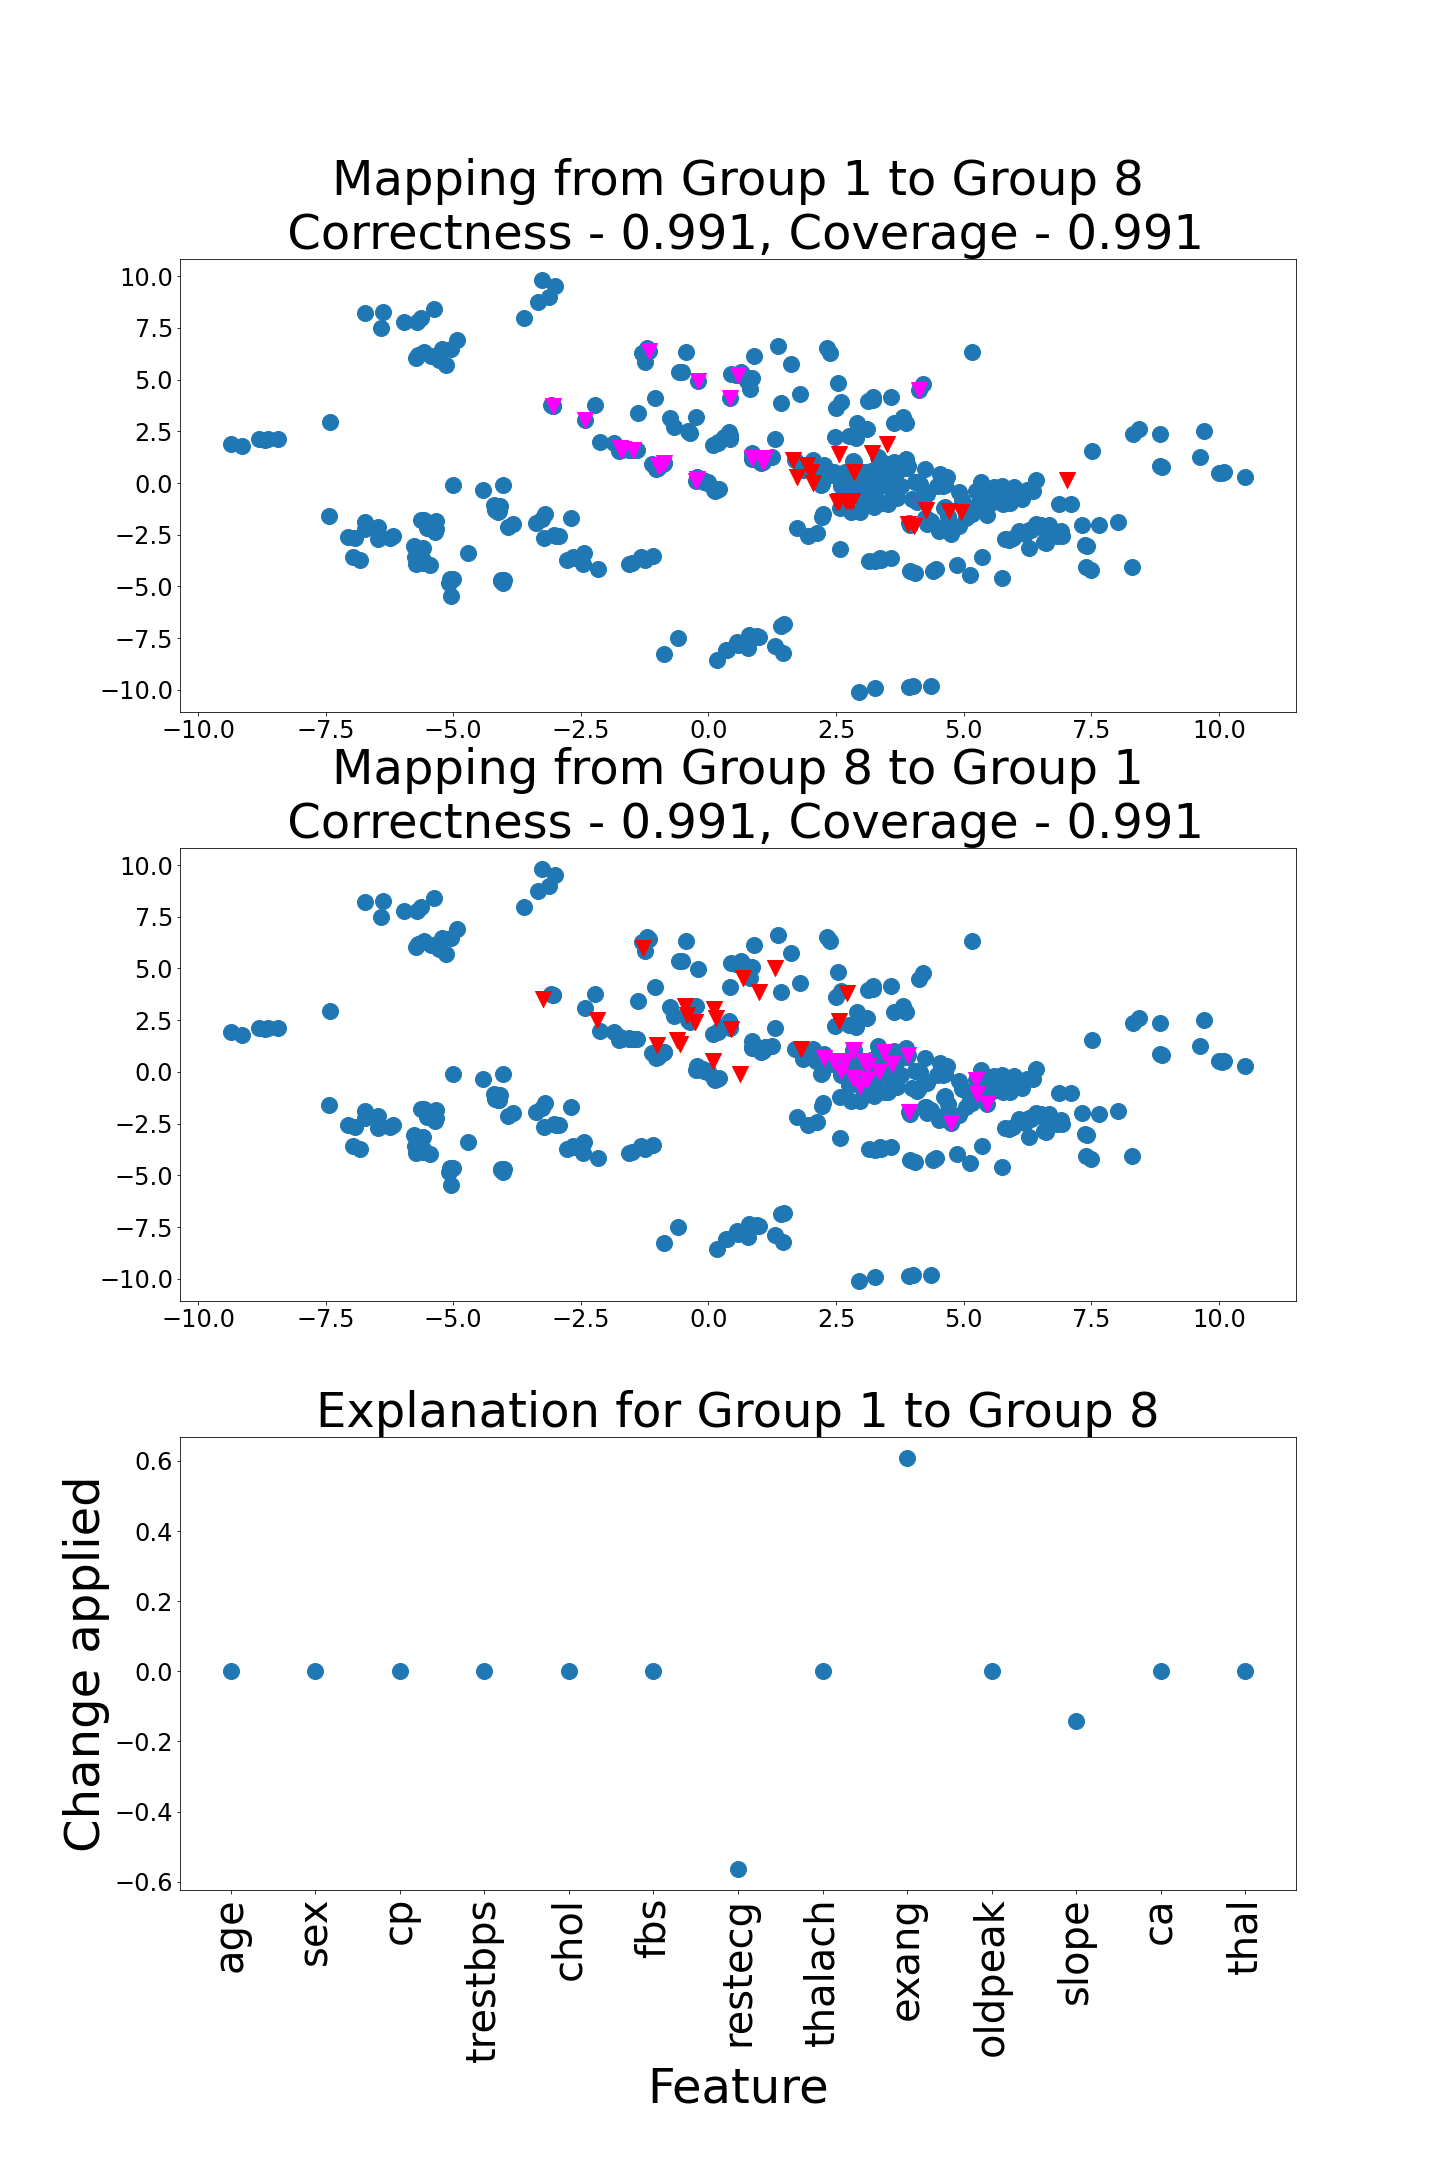 Mapping from Group 1 to Group 8
Correctness - 0.991, Coverage - 0.991
10.0
7.5
5.0
2.5
0.0
−2.5
−5.0
−7.5
−10.0
−10.0 −7.5 −5.0 −2.5 0.0 2.5 5.0 7.5 10.0
Mapping from Group 8 to Group 1
Correctness - 0.991, Coverage - 0.991
10.0
7.5
5.0
2.5
0.0
−2.5
−5.0
−7.5
−10.0
−10.0 −7.5 −5.0 −2.5 0.0 2.5 5.0 7.5 10.0
Explanation for Group 1 to Group 8
Change applied
0.6
0.4
0.2
0.0
−0.2
−0.4
−0.6
age sex cp trestbps chol fbs restecg thalach exang oldpeak slope ca thal
Feature